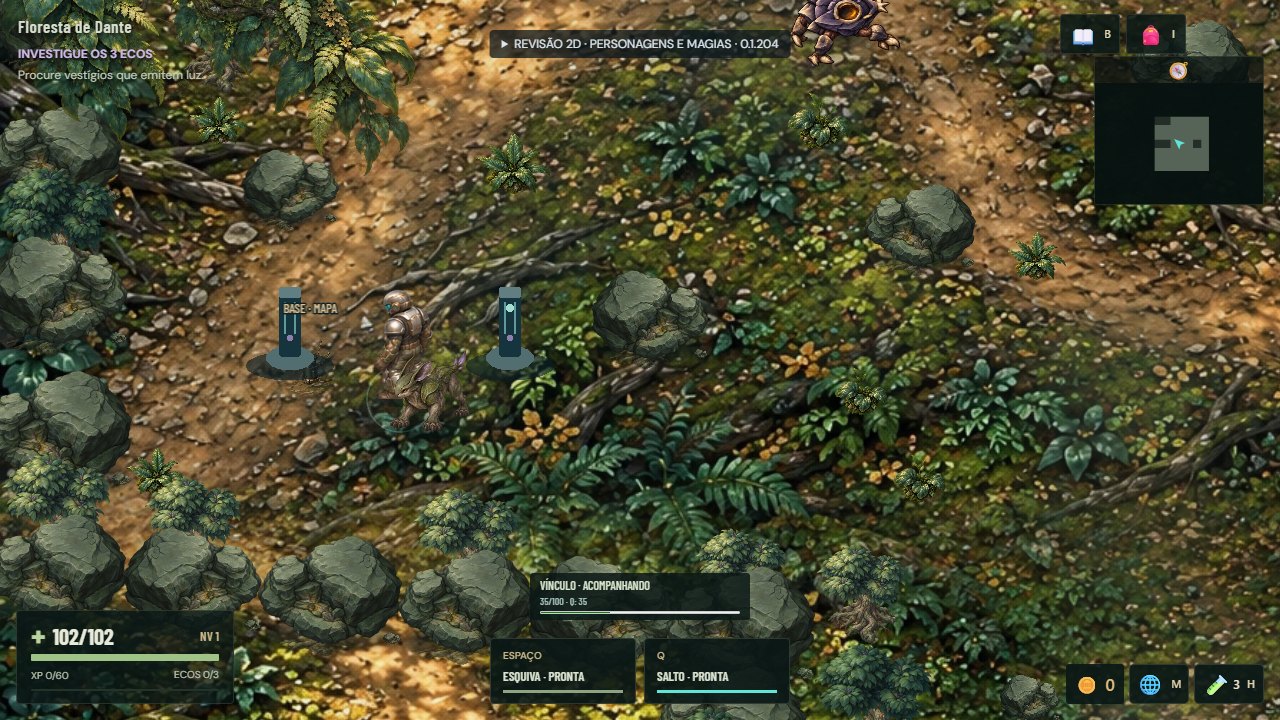 Floresta de Dante
INVESTIGUE OS 3 ECOS
Procure vestígios que emitem luz.
▶ REVISÃO 2D · PERSONAGENS E MAGIAS · 0.1.204
B
I
BASE · MAPA
VÍNCULO · ACOMPANHANDO
35/100 · Q: 35
102/102
NV 1
XP 0/60
ECOS 0/3
ESPAÇO
ESQUIVA · PRONTA
Q
SALTO · PRONTA
0
M
3 H